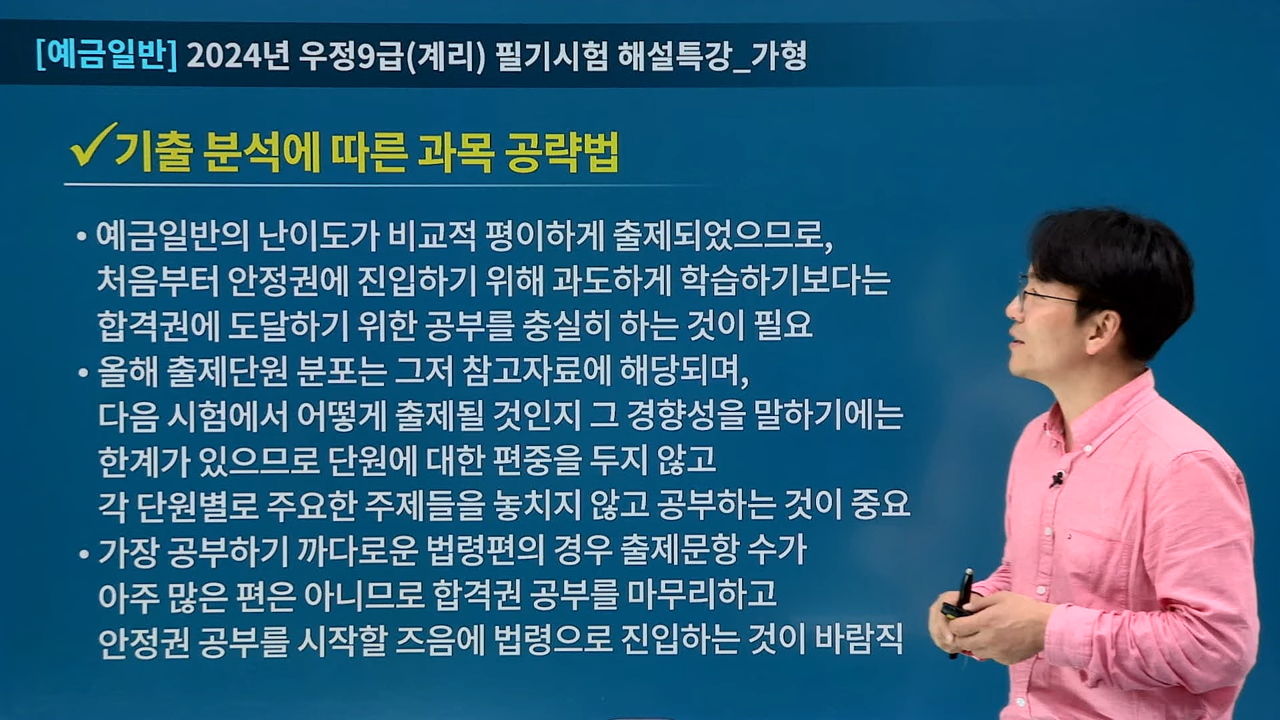 [예금일반] 2024년 우정9급(계리) 필기시험 해설특강_가형
✓기출 분석에 따른 과목 공략법
• 예금일반의 난이도가 비교적 평이하게 출제되었으므로,
처음부터 안정권에 진입하기 위해 과도하게 학습하기보다는
합격권에 도달하기 위한 공부를 충실히 하는 것이 필요
• 올해 출제단원 분포는 그저 참고자료에 해당되며,
다음 시험에서 어떻게 출제될 것인지 그 경향성을 말하기에는
한계가 있으므로 단원에 대한 편중을 두지 않고
각 단원별로 주요한 주제들을 놓치지 않고 공부하는 것이 중요
• 가장 공부하기 까다로운 법령편의 경우 출제문항 수가
아주 많은 편은 아니므로 합격권 공부를 마무리하고
안정권 공부를 시작할 즈음에 법령으로 진입하는 것이 바람직